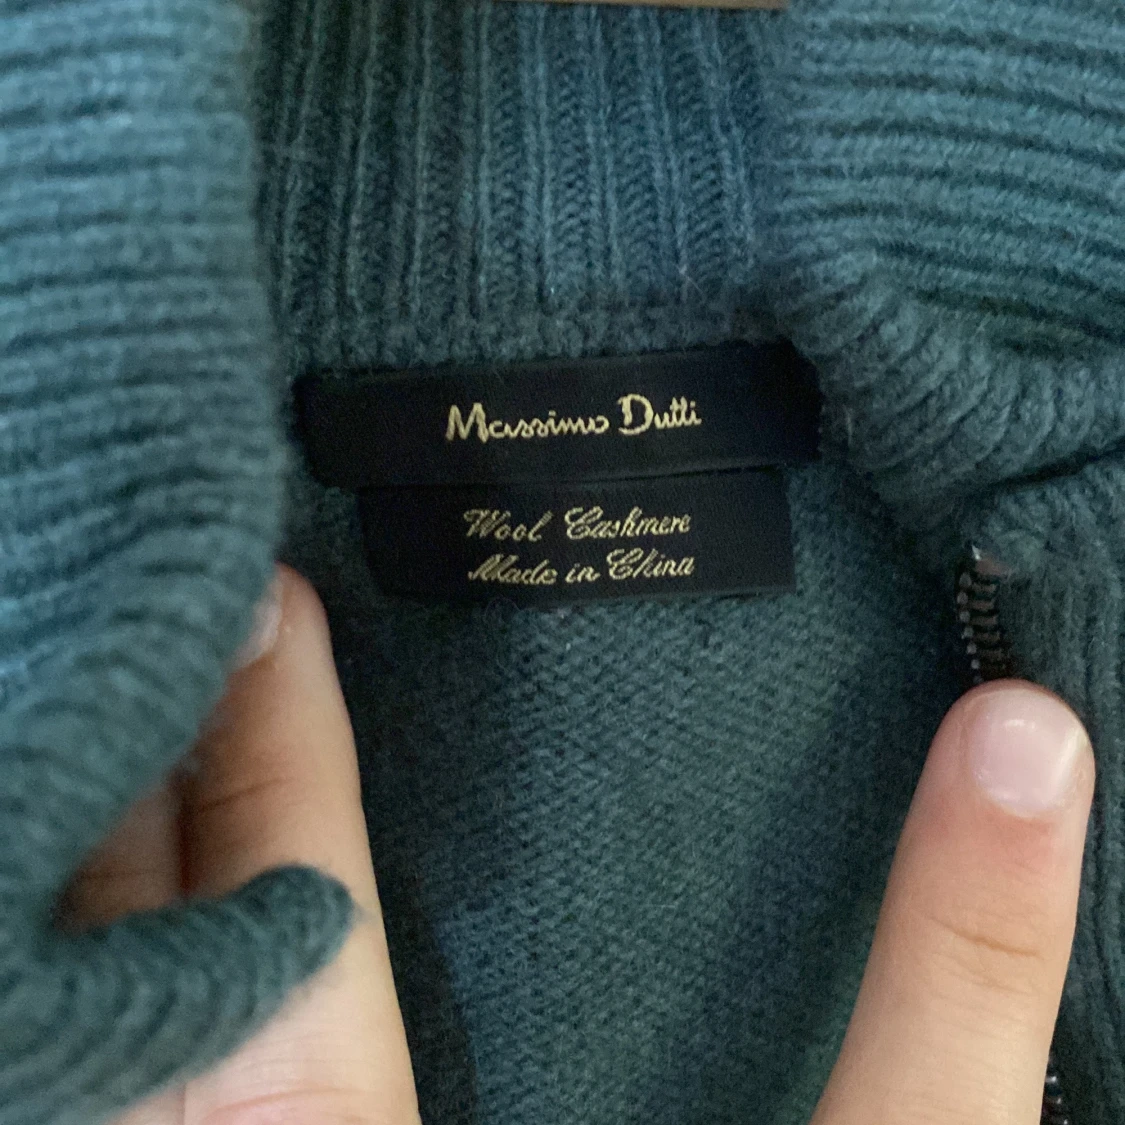 Massimo Dutti
Wool Cashmere
Made in China